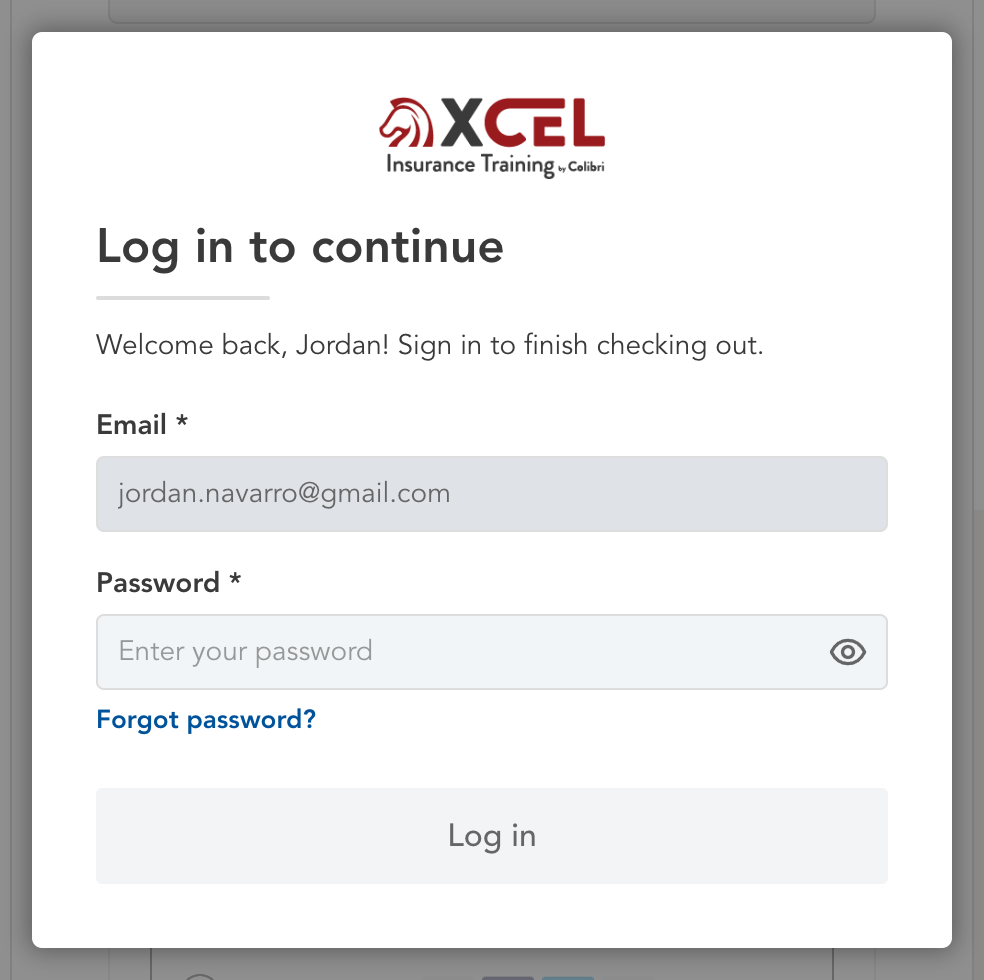 XCEL
Insurance Training by Colibri
Log in to continue
Welcome back, Jordan! Sign in to finish checking out.
Email *
jordan.navarro@gmail.com
Password *
Enter your password
Forgot password?
Log in